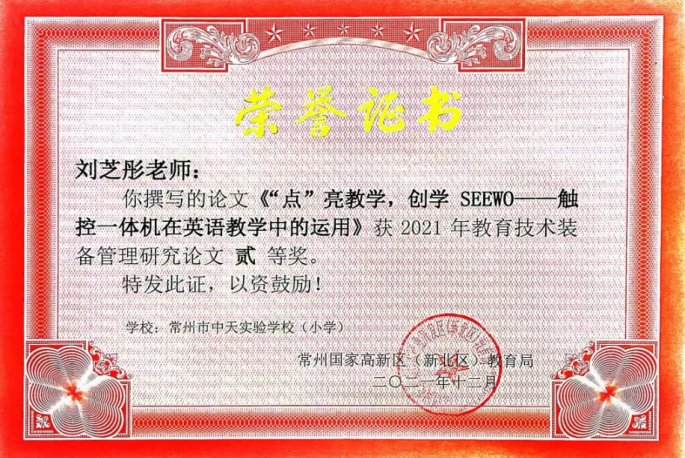 荣誉证书
刘芝彤老师：
你撰写的论文《“点”亮教学，创学 SEEWO——触
控一体机在英语教学中的运用》获 2021 年教育技术装
备管理研究论文 贰 等奖。
特发此证，以资鼓励！
学校：常州市中天实验学校（小学）
常州国家高新区（新北区）教育局
二〇二一年十二月